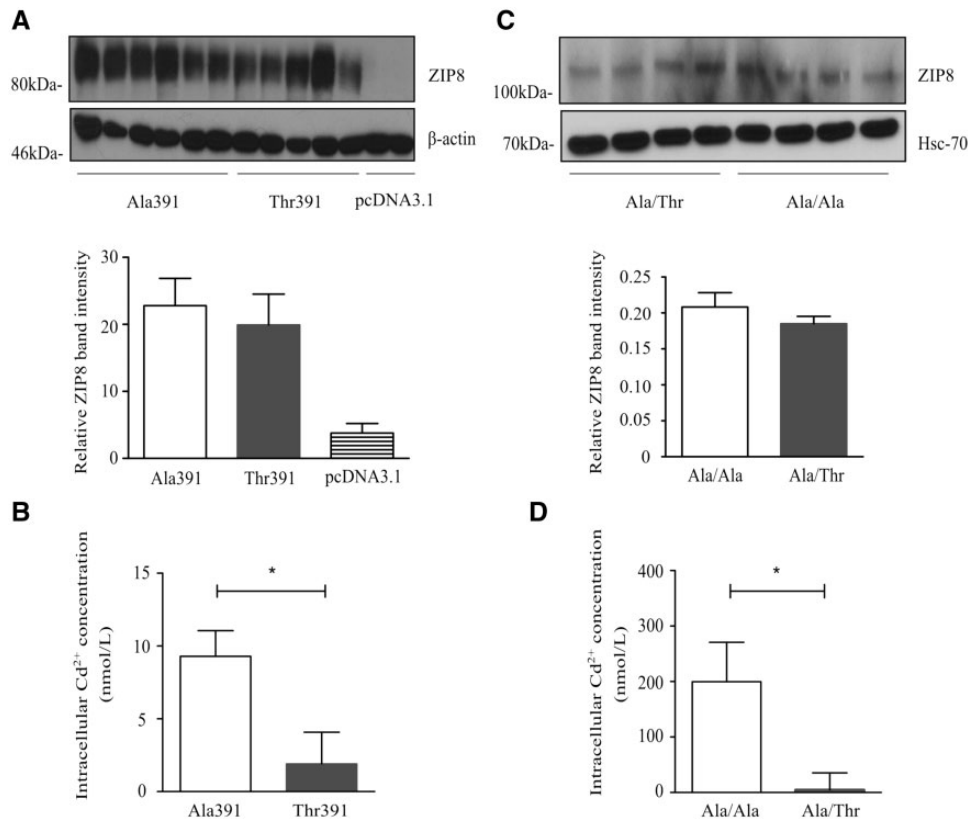 A
80kDa-
ZIP8
46kDa-
β-actin
Ala391 Thr391 pcDNA3.1
Relative ZIP8 band intensity
30
20
10
0
Ala391 Thr391 pcDNA3.1
C
100kDa-
ZIP8
70kDa-
Hsc-70
Ala/Thr Ala/Ala
Relative ZIP8 band intensity
0.25
0.20
0.15
0.10
0.05
0
Ala/Ala Ala/Thr
B
Intracellular Cd²⁺ concentration
(nmol/L)
15
10
5
0
*
Ala391 Thr391
D
Intracellular Cd²⁺ concentration
(nmol/L)
400
300
200
100
0
*
Ala/Ala Ala/Thr